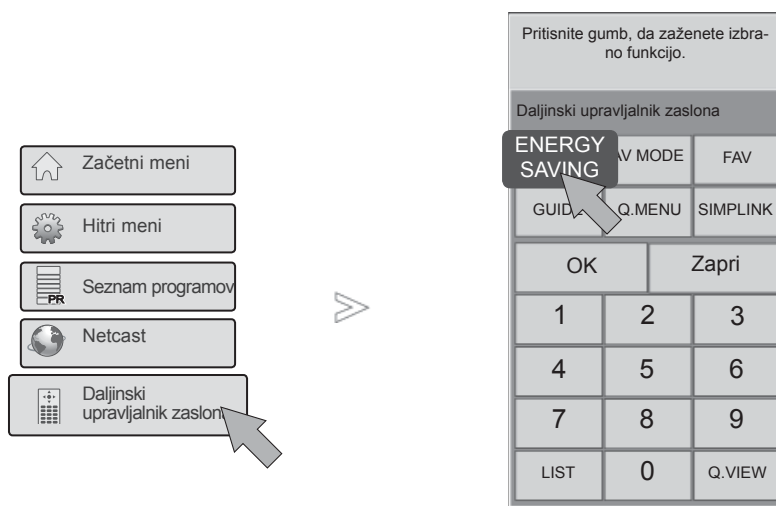 Začetni meni
Hitri meni
PR
Seznam programov
Netcast
Daljinski
upravljalnik zaslona
Pritisnite gumb, da zaženete izbra-
no funkcijo.
Daljinski upravljalnik zaslona
ENERGY
SAVING
AV MODE
FAV
GUIDE
Q.MENU
SIMPLINK
OK
Zapri
1
2
3
4
5
6
7
8
9
LIST
0
Q.VIEW